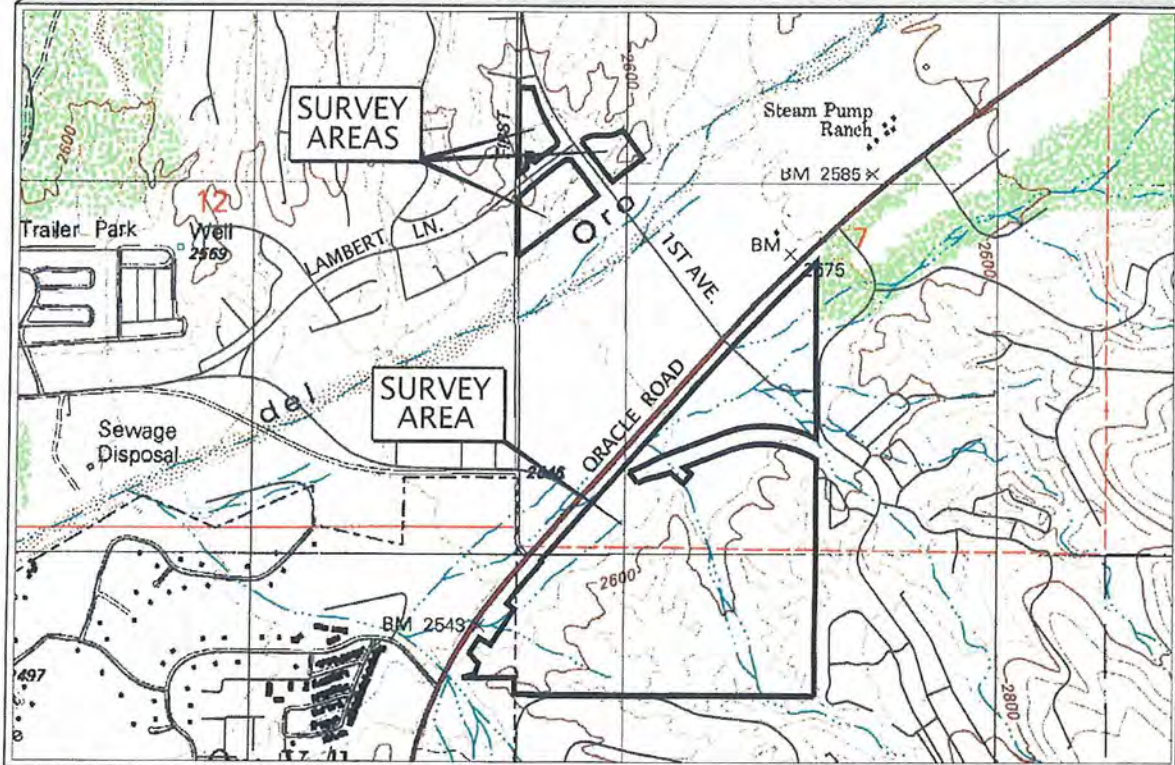 2600
SURVEY
AREAS
FIRST
Steam Pump
Ranch
BM 2585
2600
12
Trailer Park
Well
2569
LAMBERT LN.
Oro
1ST AVE.
BM
7
2575
2600
del
SURVEY
AREA
ORACLE ROAD
Sewage
Disposal
2600
BM 2543
2800